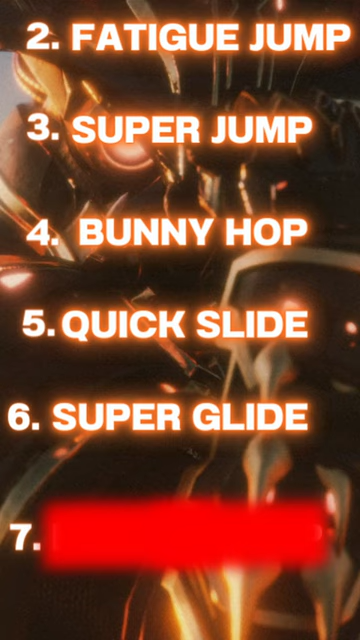 2. FATIGUE JUMP
3. SUPER JUMP
4. BUNNY HOP
5. QUICK SLIDE
6. SUPER GLIDE
7.